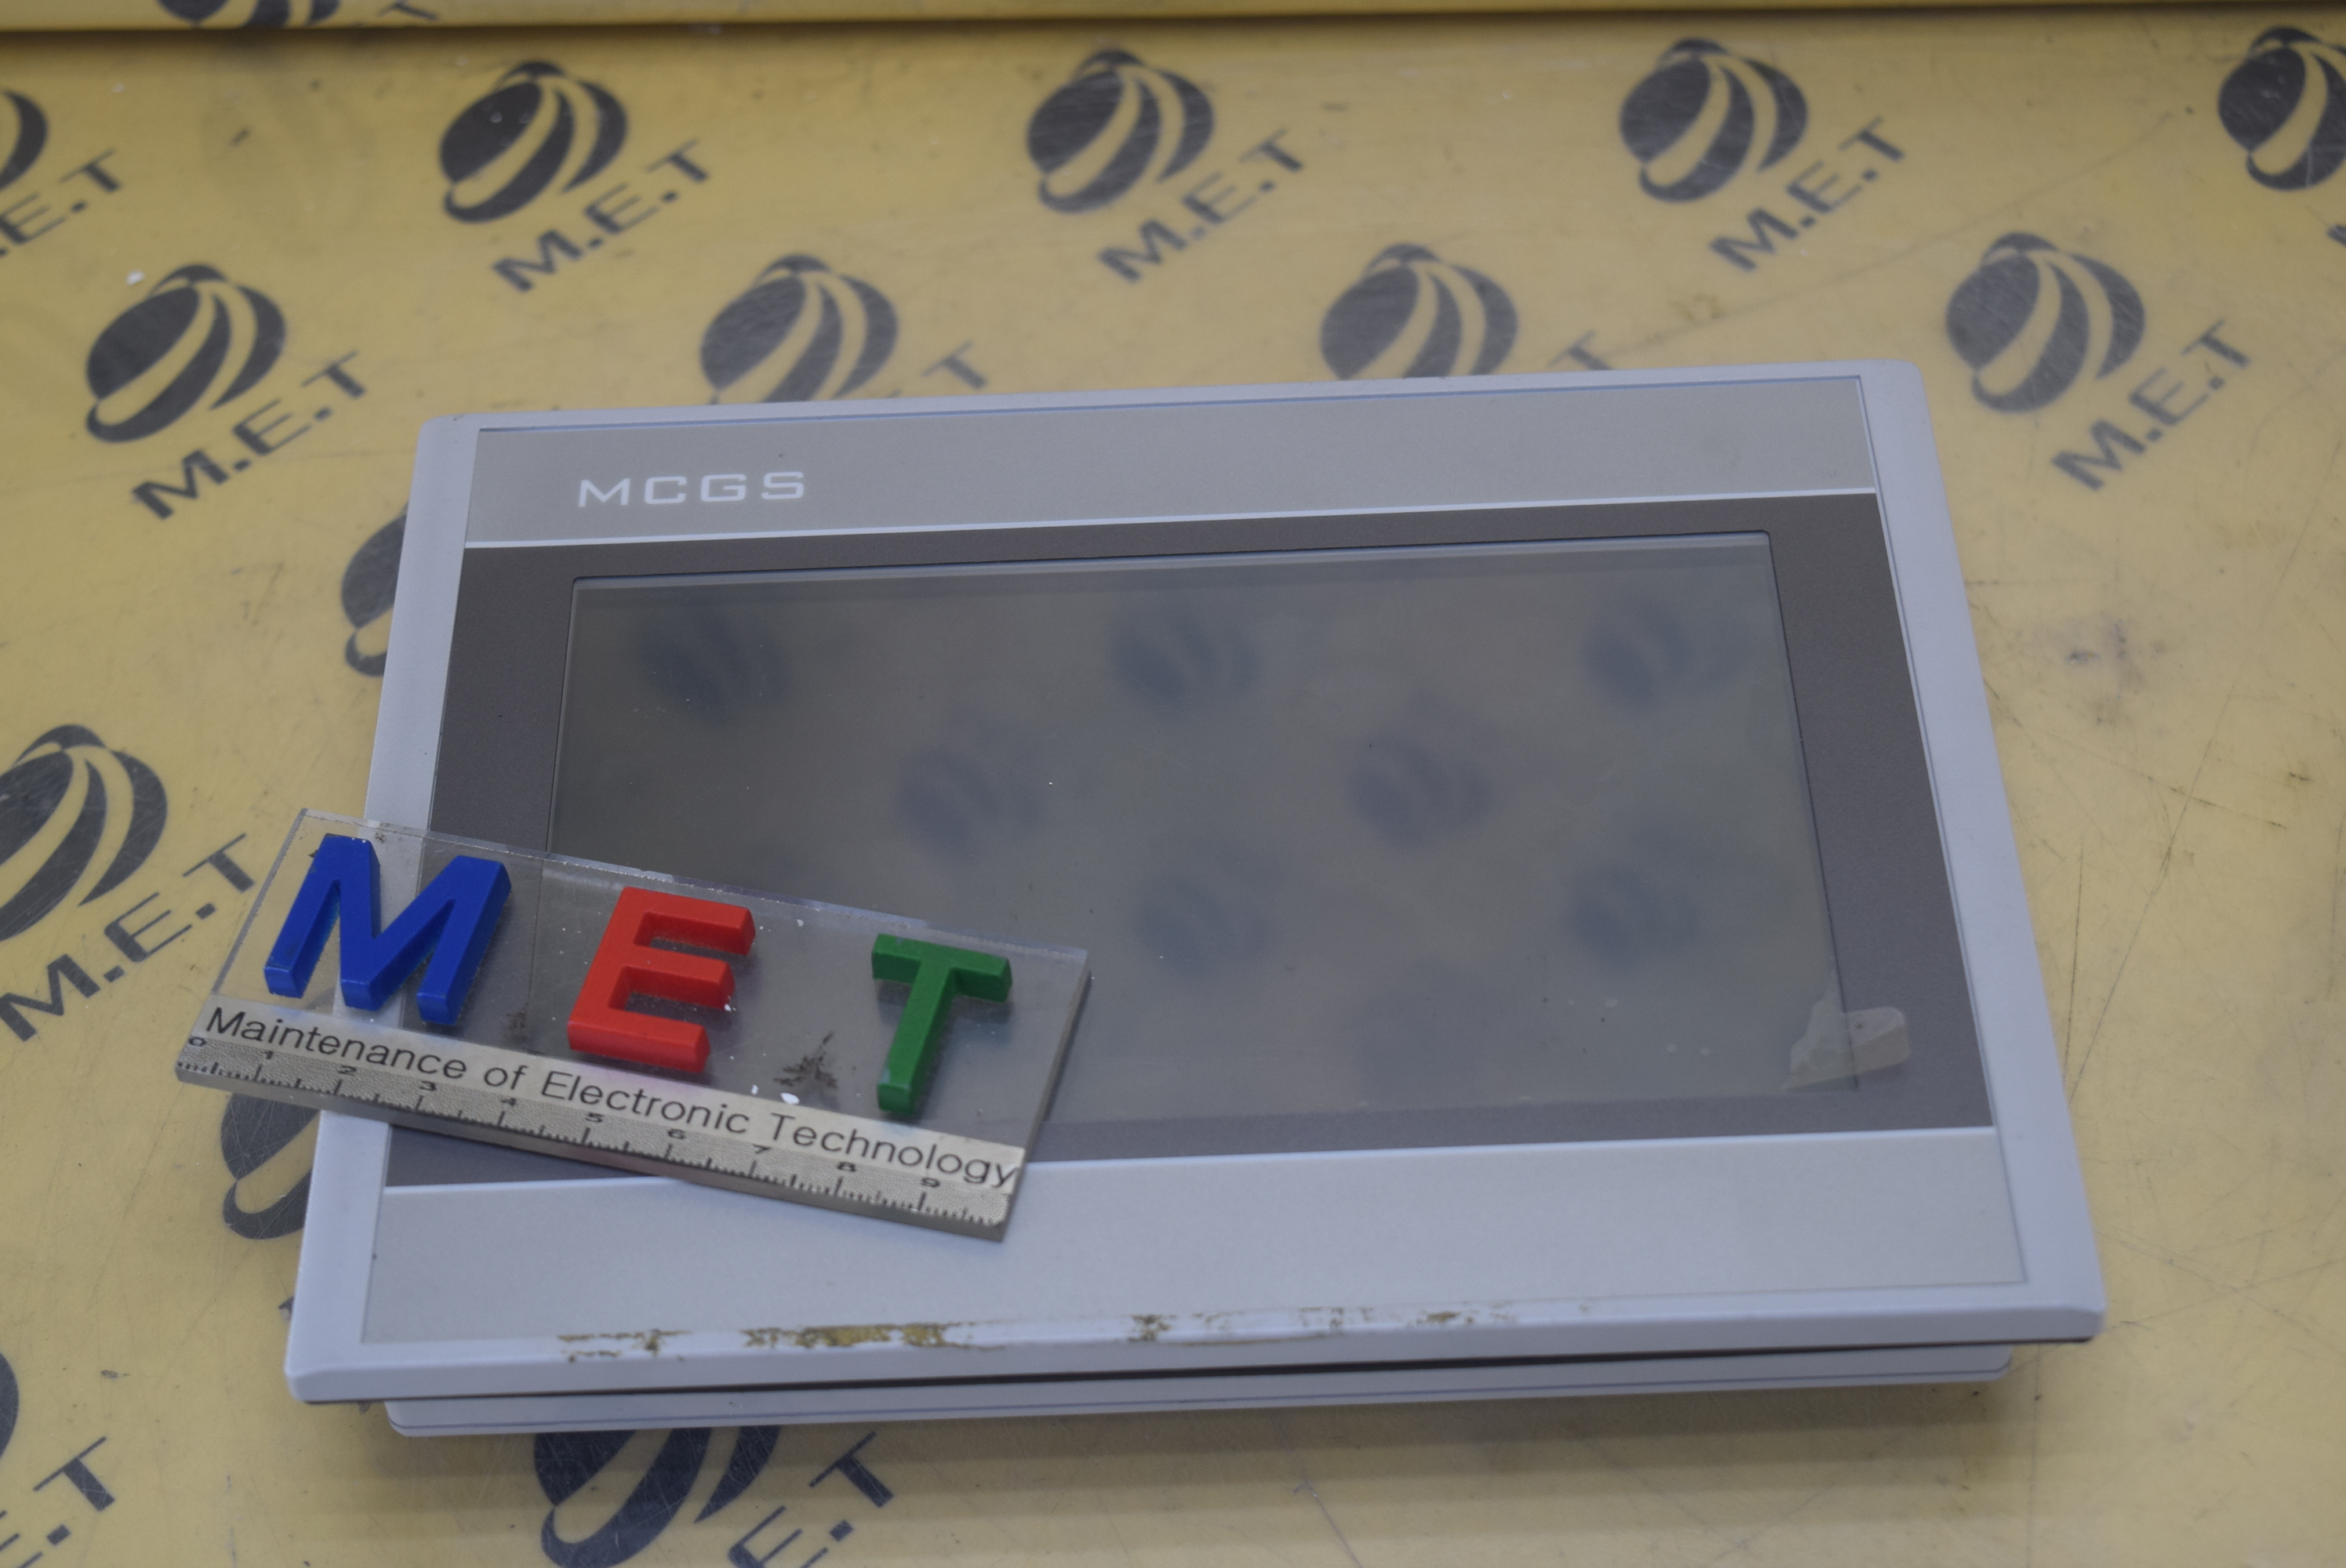 M.E.T
M.E.T
M.E.T
M.E.T
M.E.T
M.E.T
MCGS
M.E.T
MET
Maintenance of Electronic Technology
0 1 2 3 4 5 6 7 8 9